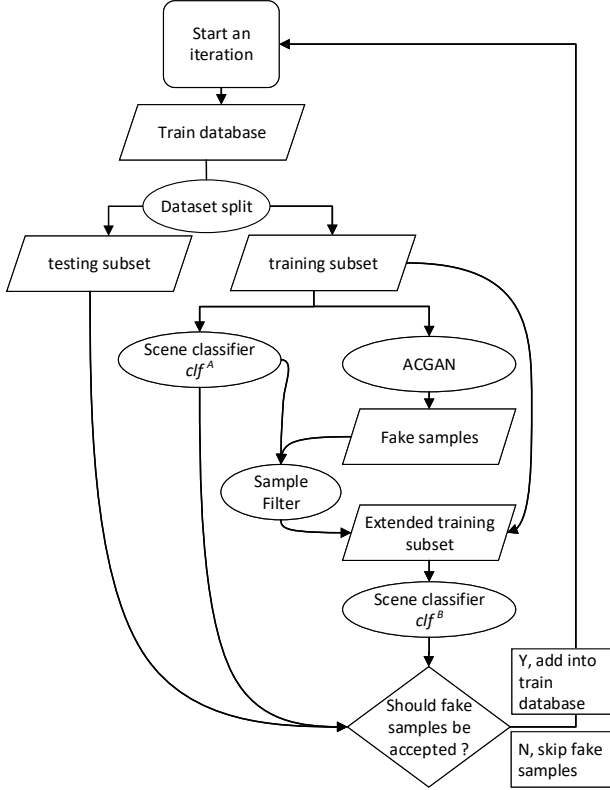 Start an
iteration
Train database
Dataset split
testing subset
training subset
Scene classifier
clf A
ACGAN
Fake samples
Sample
Filter
Extended training
subset
Scene classifier
clf B
Should fake
samples be
accepted ?
Y, add into
train
database
N, skip fake
samples